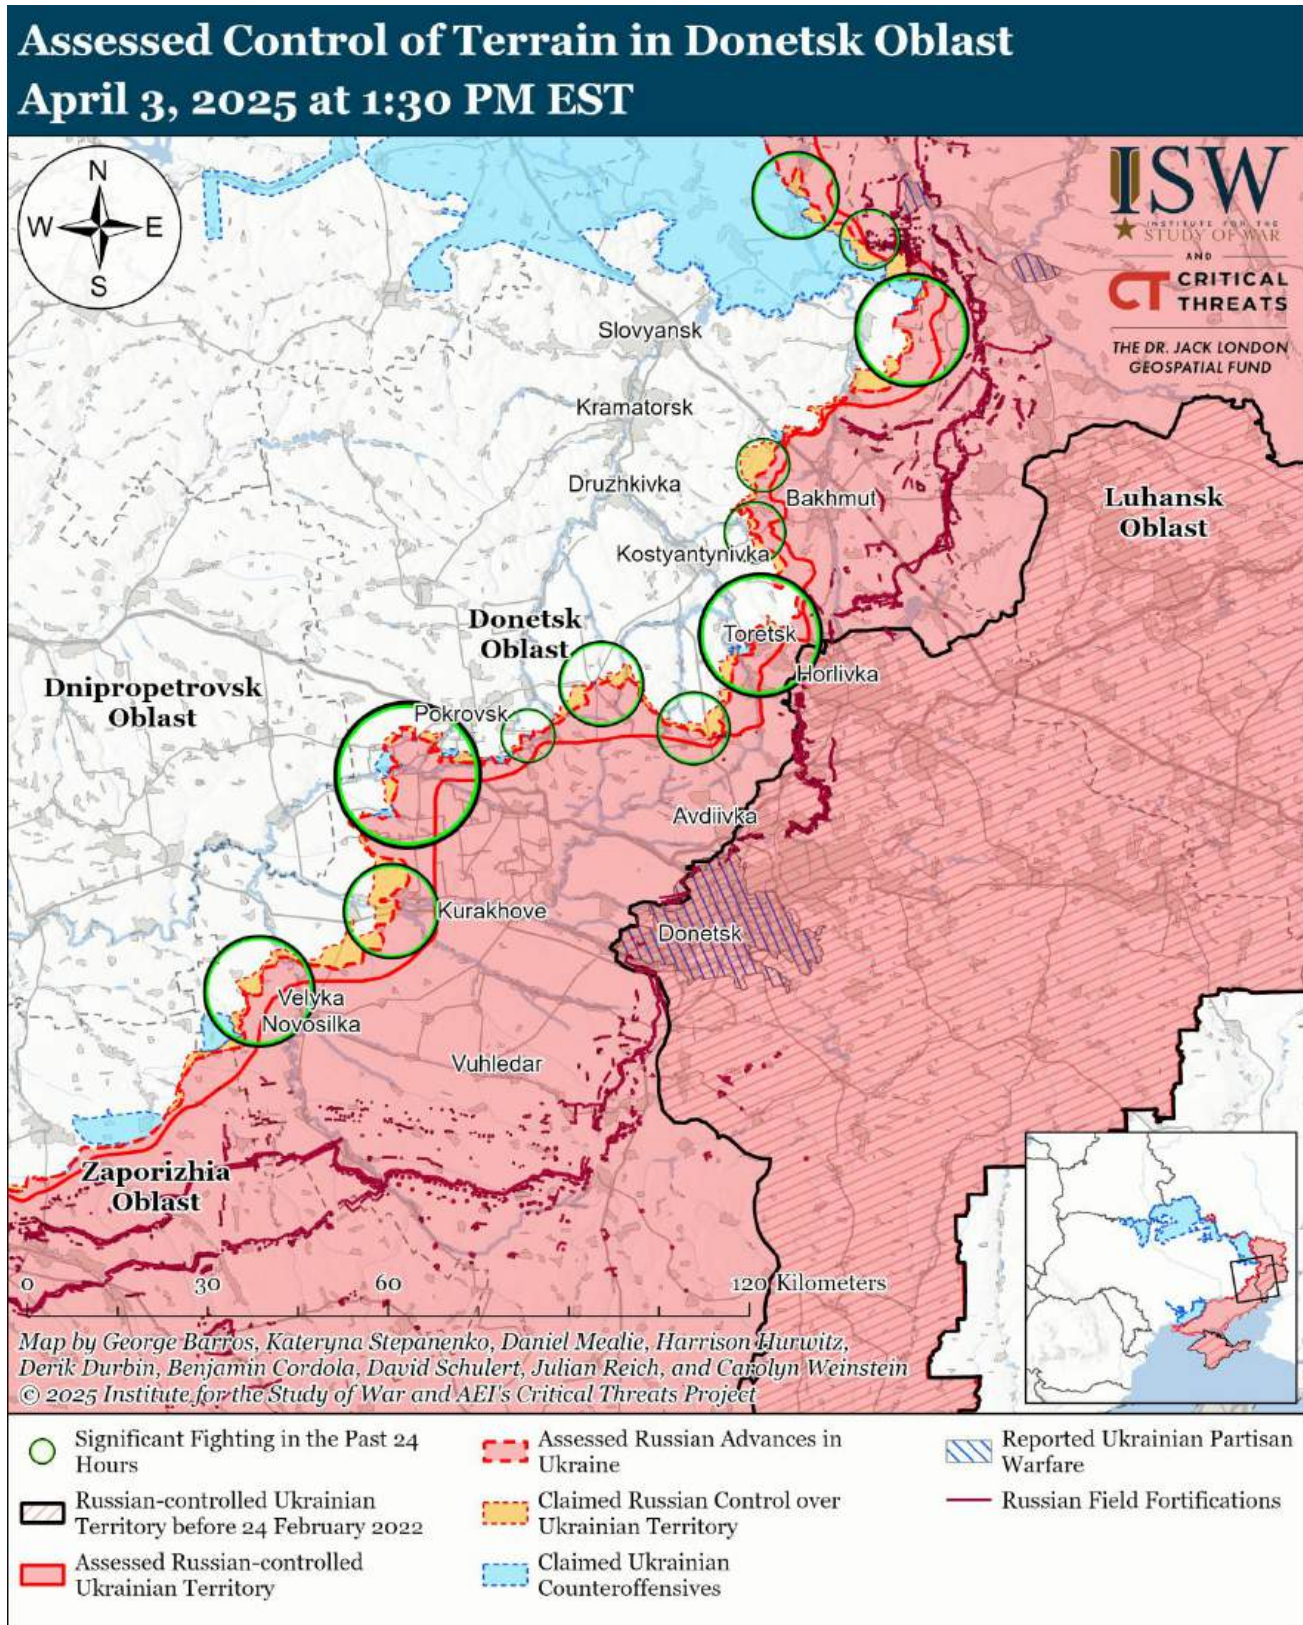 Assessed Control of Terrain in Donetsk Oblast
April 3, 2025 at 1:30 PM EST
N
W
E
S
ISW
INSTITUTE FOR THE
STUDY OF WAR
AND
CT CRITICAL
THREATS
THE DR. JACK LONDON
GEOSPATIAL FUND
Slovyansk
Kramatorsk
Druzhkivka
Bakhmut
Luhansk
Oblast
Kostyantynivka
Donetsk
Oblast
Toretsk
Horlivka
Dnipropetrovsk
Oblast
Pokrovsk
Avdiivka
Kurakhove
Donetsk
Velyka
Novosilka
Vuhledar
Zaporizhia
Oblast
0
30
60
120 Kilometers
Map by George Barros, Kateryna Stepanenko, Daniel Mealie, Harrison Hurwitz,
Derik Durbin, Benjamin Cordola, David Schulert, Julian Reich, and Carolyn Weinstein
© 2025 Institute for the Study of War and AEI's Critical Threats Project
Significant Fighting in the Past 24
Hours
Russian-controlled Ukrainian
Territory before 24 February 2022
Assessed Russian-controlled
Ukrainian Territory
Assessed Russian Advances in
Ukraine
Claimed Russian Control over
Ukrainian Territory
Claimed Ukrainian
Counteroffensives
Reported Ukrainian Partisan
Warfare
Russian Field Fortifications